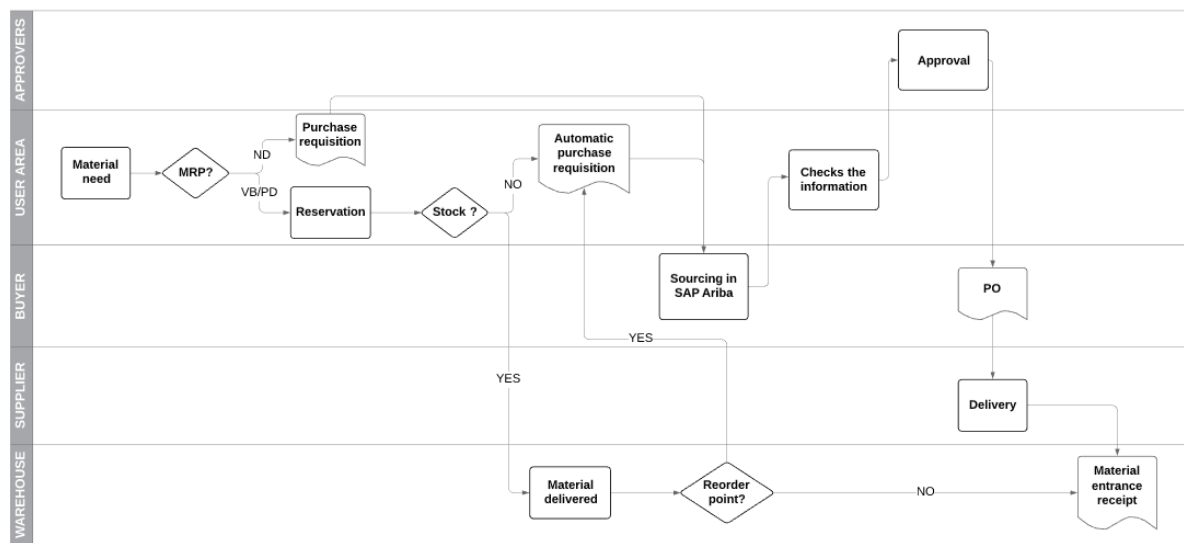 APPROVERS
Approval
USER AREA
Material
need
MRP?
ND
VB/PD
Purchase
requisition
Reservation
Stock ?
NO
Automatic
purchase
requisition
Checks the
information
BUYER
Sourcing in
SAP Ariba
PO
YES
SUPPLIER
YES
Delivery
WAREHOUSE
Material
delivered
Reorder
point?
NO
Material
entrance
receipt